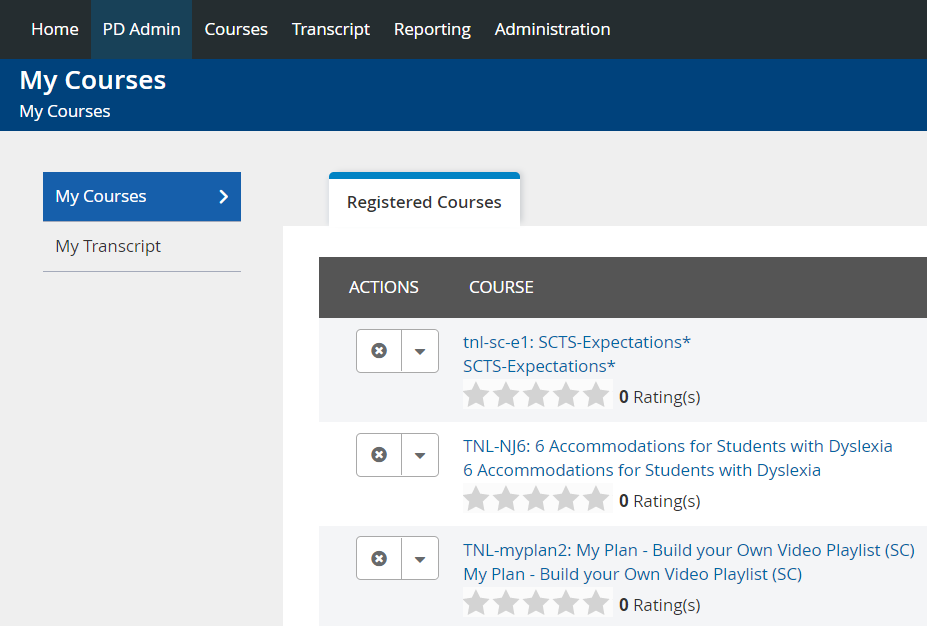 Home PD Admin Courses Transcript Reporting Administration
My Courses
My Courses
My Courses
My Transcript
Registered Courses
ACTIONS COURSE
tnl-sc-e1: SCTS-Expectations*
SCTS-Expectations*
0 Rating(s)
TNL-NJ6: 6 Accommodations for Students with Dyslexia
6 Accommodations for Students with Dyslexia
0 Rating(s)
TNL-myplan2: My Plan - Build your Own Video Playlist (SC)
My Plan - Build your Own Video Playlist (SC)
0 Rating(s)